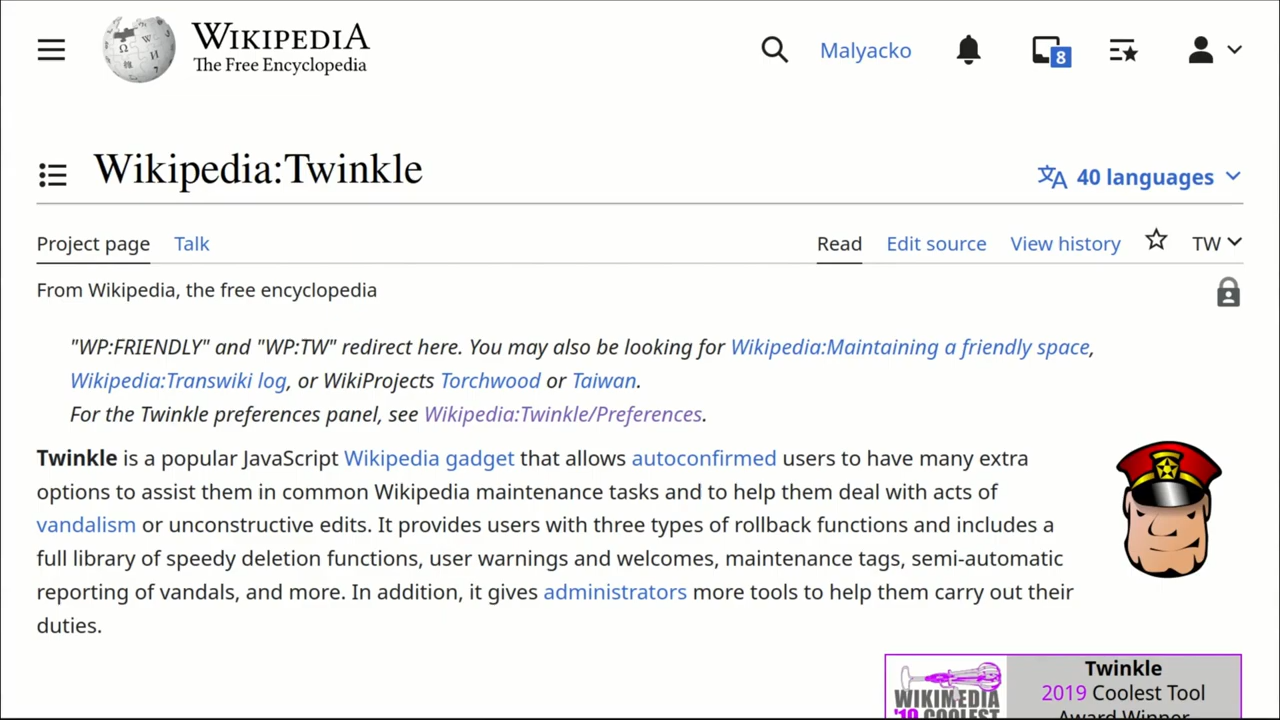 WIKIPEDIA
The Free Encyclopedia
Malyacko
8
Wikipedia:Twinkle
40 languages
Project page Talk Read Edit source View history TW
From Wikipedia, the free encyclopedia
"WP:FRIENDLY" and "WP:TW" redirect here. You may also be looking for Wikipedia:Maintaining a friendly space,
Wikipedia:Transwiki log, or WikiProjects Torchwood or Taiwan.
For the Twinkle preferences panel, see Wikipedia:Twinkle/Preferences.
Twinkle is a popular JavaScript Wikipedia gadget that allows autoconfirmed users to have many extra
options to assist them in common Wikipedia maintenance tasks and to help them deal with acts of
vandalism or unconstructive edits. It provides users with three types of rollback functions and includes a
full library of speedy deletion functions, user warnings and welcomes, maintenance tags, semi-automatic
reporting of vandals, and more. In addition, it gives administrators more tools to help them carry out their
duties.
WIKIMEDIA
'19 COOLEST
Twinkle
2019 Coolest Tool
Award Winner